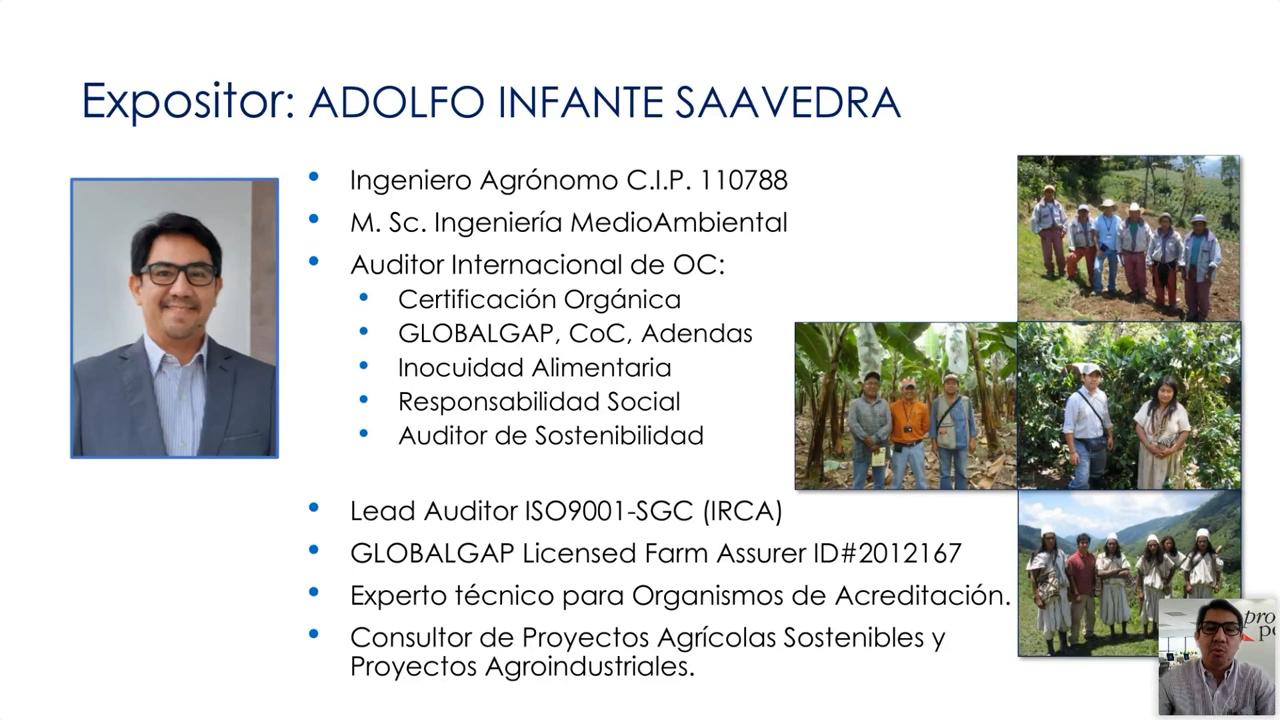 Expositor: ADOLFO INFANTE SAAVEDRA
• Ingeniero Agrónomo C.I.P. 110788
• M. Sc. Ingeniería MedioAmbiental
• Auditor Internacional de OC:
• Certificación Orgánica
• GLOBALGAP, CoC, Adendas
• Inocuidad Alimentaria
• Responsabilidad Social
• Auditor de Sostenibilidad
• Lead Auditor ISO9001-SGC (IRCA)
• GLOBALGAP Licensed Farm Assurer ID#2012167
• Experto técnico para Organismos de Acreditación.
• Consultor de Proyectos Agrícolas Sostenibles y
Proyectos Agroindustriales.
pro